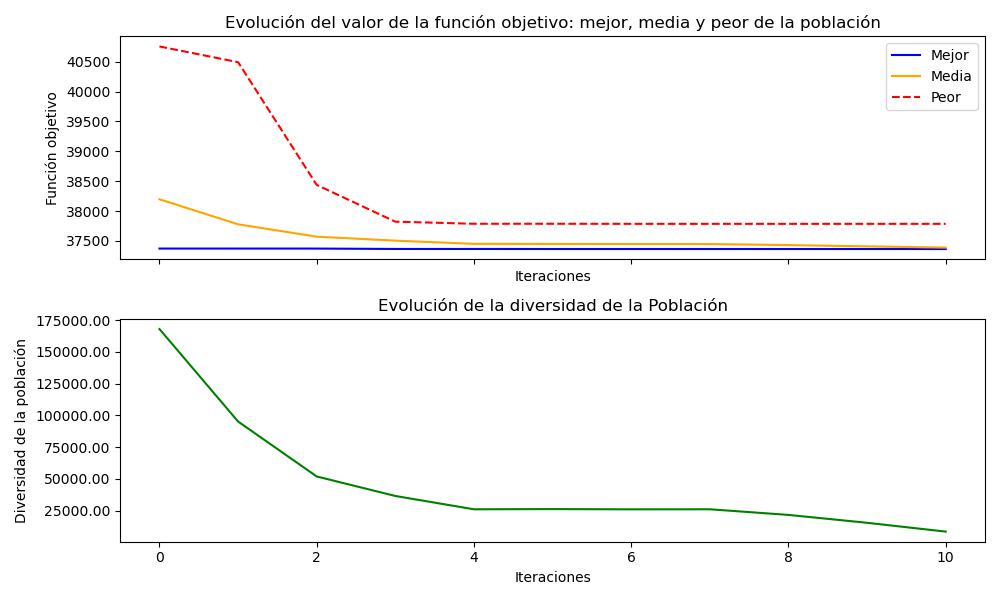 Evolución del valor de la función objetivo: mejor, media y peor de la población
40500
40000
39500
39000
38500
38000
37500
Función objetivo
Mejor
Media
Peor
Iteraciones
Evolución de la diversidad de la Población
175000.00
150000.00
125000.00
100000.00
75000.00
50000.00
25000.00
Diversidad de la población
0 2 4 6 8 10
Iteraciones